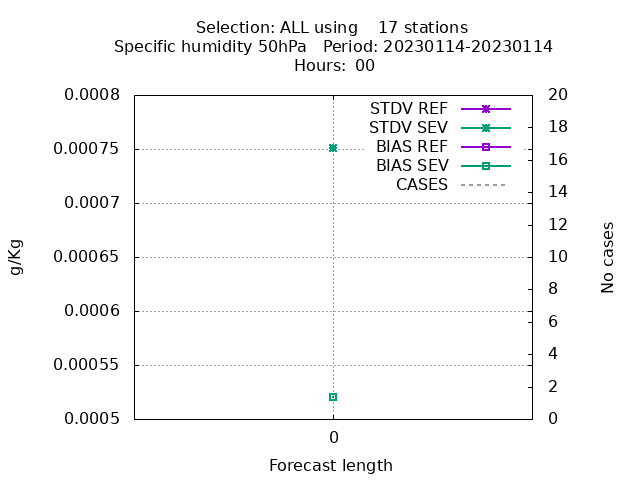 Selection: ALL using    17 stations
Specific humidity 50hPa   Period: 20230114-20230114
Hours:  00
0.0008
0.00075
0.0007
0.00065
0.0006
0.00055
0.0005
g/Kg
STDV REF
STDV SEV
BIAS REF
BIAS SEV
CASES
20
18
16
14
12
10
8
6
4
2
0
No cases
0
Forecast length